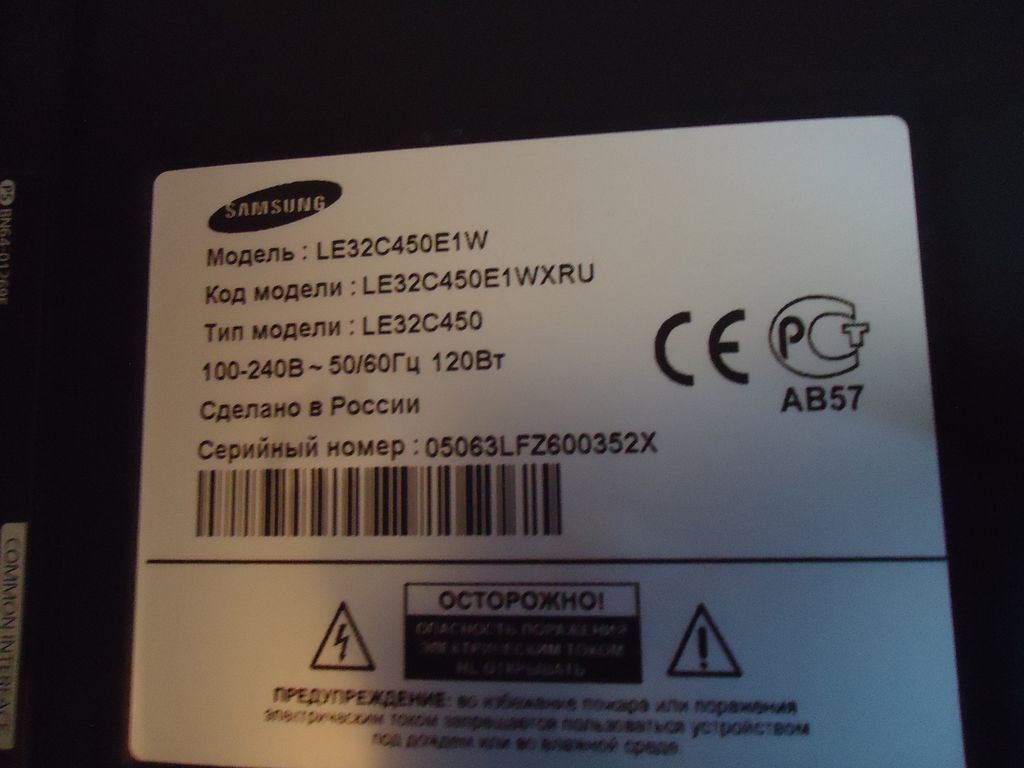 SAMSUNG
Модель : LE32C450E1W
Код модели : LE32C450E1WXRU
Тип модели : LE32C450
100-240В ~ 50/60Гц 120Вт
Сделано в России
Серийный номер : 05063LFZ600352X
CE
РСТ
АВ57
ОСТОРОЖНО!
ОПАСНОСТЬ ПОРАЖЕНИЯ
ЭЛЕКТРИЧЕСКИМ ТОКОМ
НЕ ОТКРЫВАТЬ
ПРЕДУПРЕЖДЕНИЕ: во избежание пожара или поражения
электрическим током запрещается пользоваться устройством
под дождем или во влажной среде.
COMMON INTERFACE